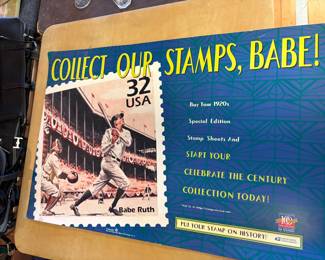 COLLECT OUR STAMPS, BABE!
32
USA
Buy Your 1920s
Special Edition
Stamp Sheets And
START YOUR
CELEBRATE THE CENTURY
COLLECTION TODAY!
Babe Ruth
PUT YOUR STAMP ON HISTORY!